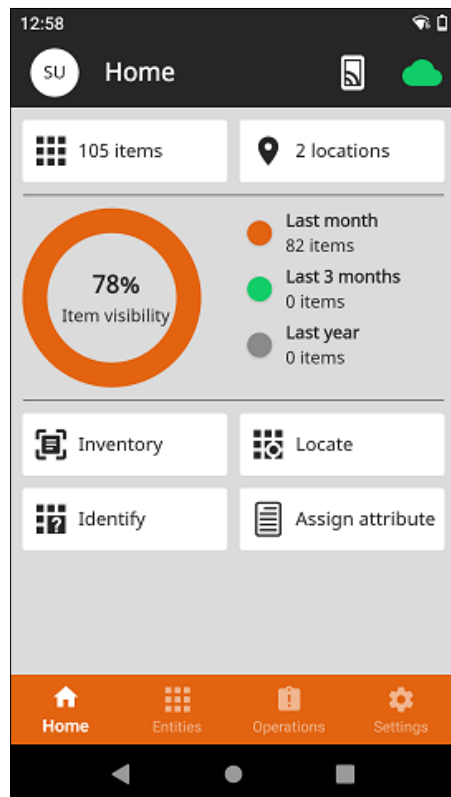 12:58
SU
Home
105 items
2 locations
78%
Item visibility
Last month
82 items
Last 3 months
0 items
Last year
0 items
Inventory
Locate
Identify
Assign attribute
Home
Entities
Operations
Settings